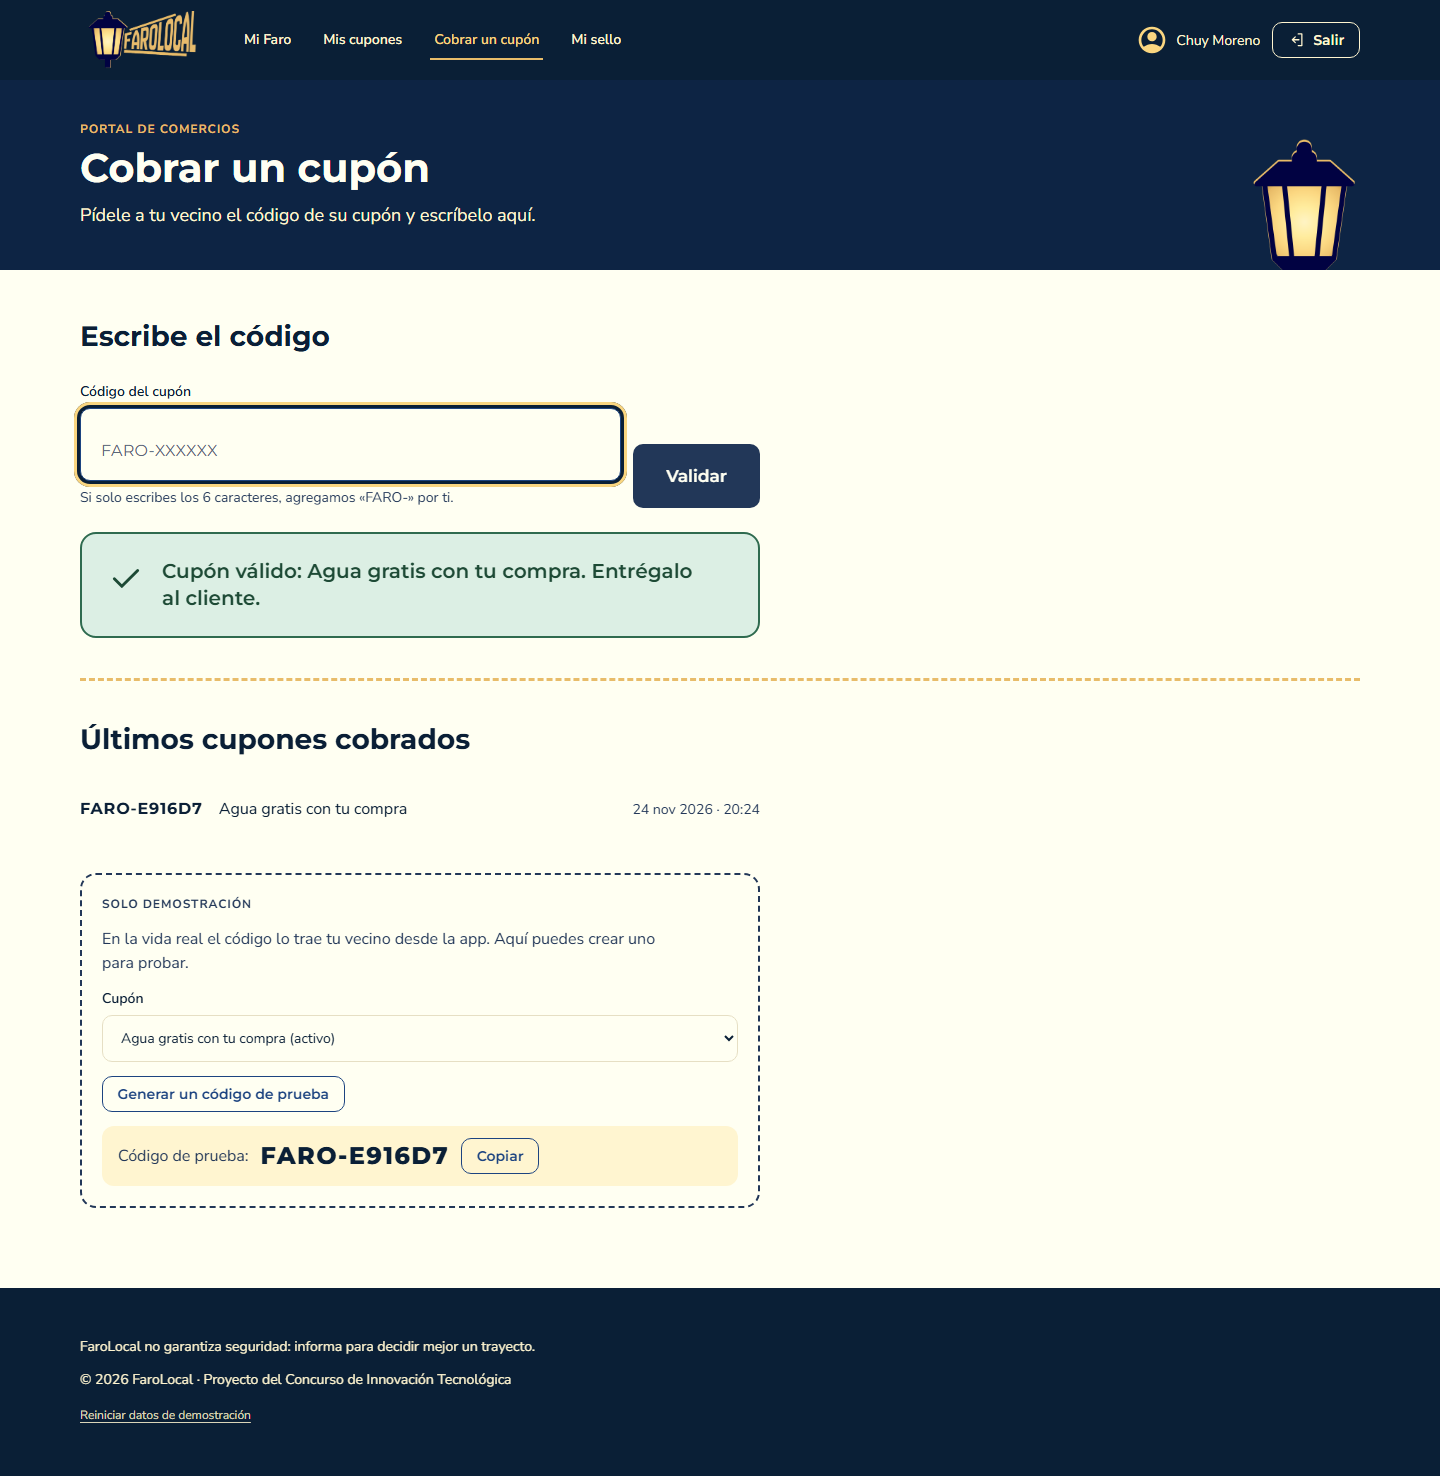 FAROLOCAL
Mi Faro
Mis cupones
Cobrar un cupón
Mi sello
Chuy Moreno
Salir
PORTAL DE COMERCIOS
Cobrar un cupón
Pídele a tu vecino el código de su cupón y escríbelo aquí.
Escribe el código
Código del cupón
FARO-XXXXXX
Validar
Si solo escribes los 6 caracteres, agregamos «FARO-» por ti.
Cupón válido: Agua gratis con tu compra. Entrégalo
al cliente.
Últimos cupones cobrados
FARO-E916D7 Agua gratis con tu compra 24 nov 2026 · 20:24
SOLO DEMOSTRACIÓN
En la vida real el código lo trae tu vecino desde la app. Aquí puedes crear uno
para probar.
Cupón
Agua gratis con tu compra (activo)
Generar un código de prueba
Código de prueba: FARO-E916D7 Copiar
FaroLocal no garantiza seguridad: informa para decidir mejor un trayecto.
© 2026 FaroLocal · Proyecto del Concurso de Innovación Tecnológica
Reiniciar datos de demostración